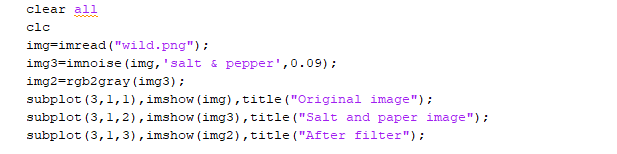 clear all
clc
img=imread("wild.png");
img3=imnoise(img,'salt & pepper',0.09);
img2=rgb2gray(img3);
subplot(3,1,1),imshow(img),title("Original image");
subplot(3,1,2),imshow(img3),title("Salt and paper image");
subplot(3,1,3),imshow(img2),title("After filter");